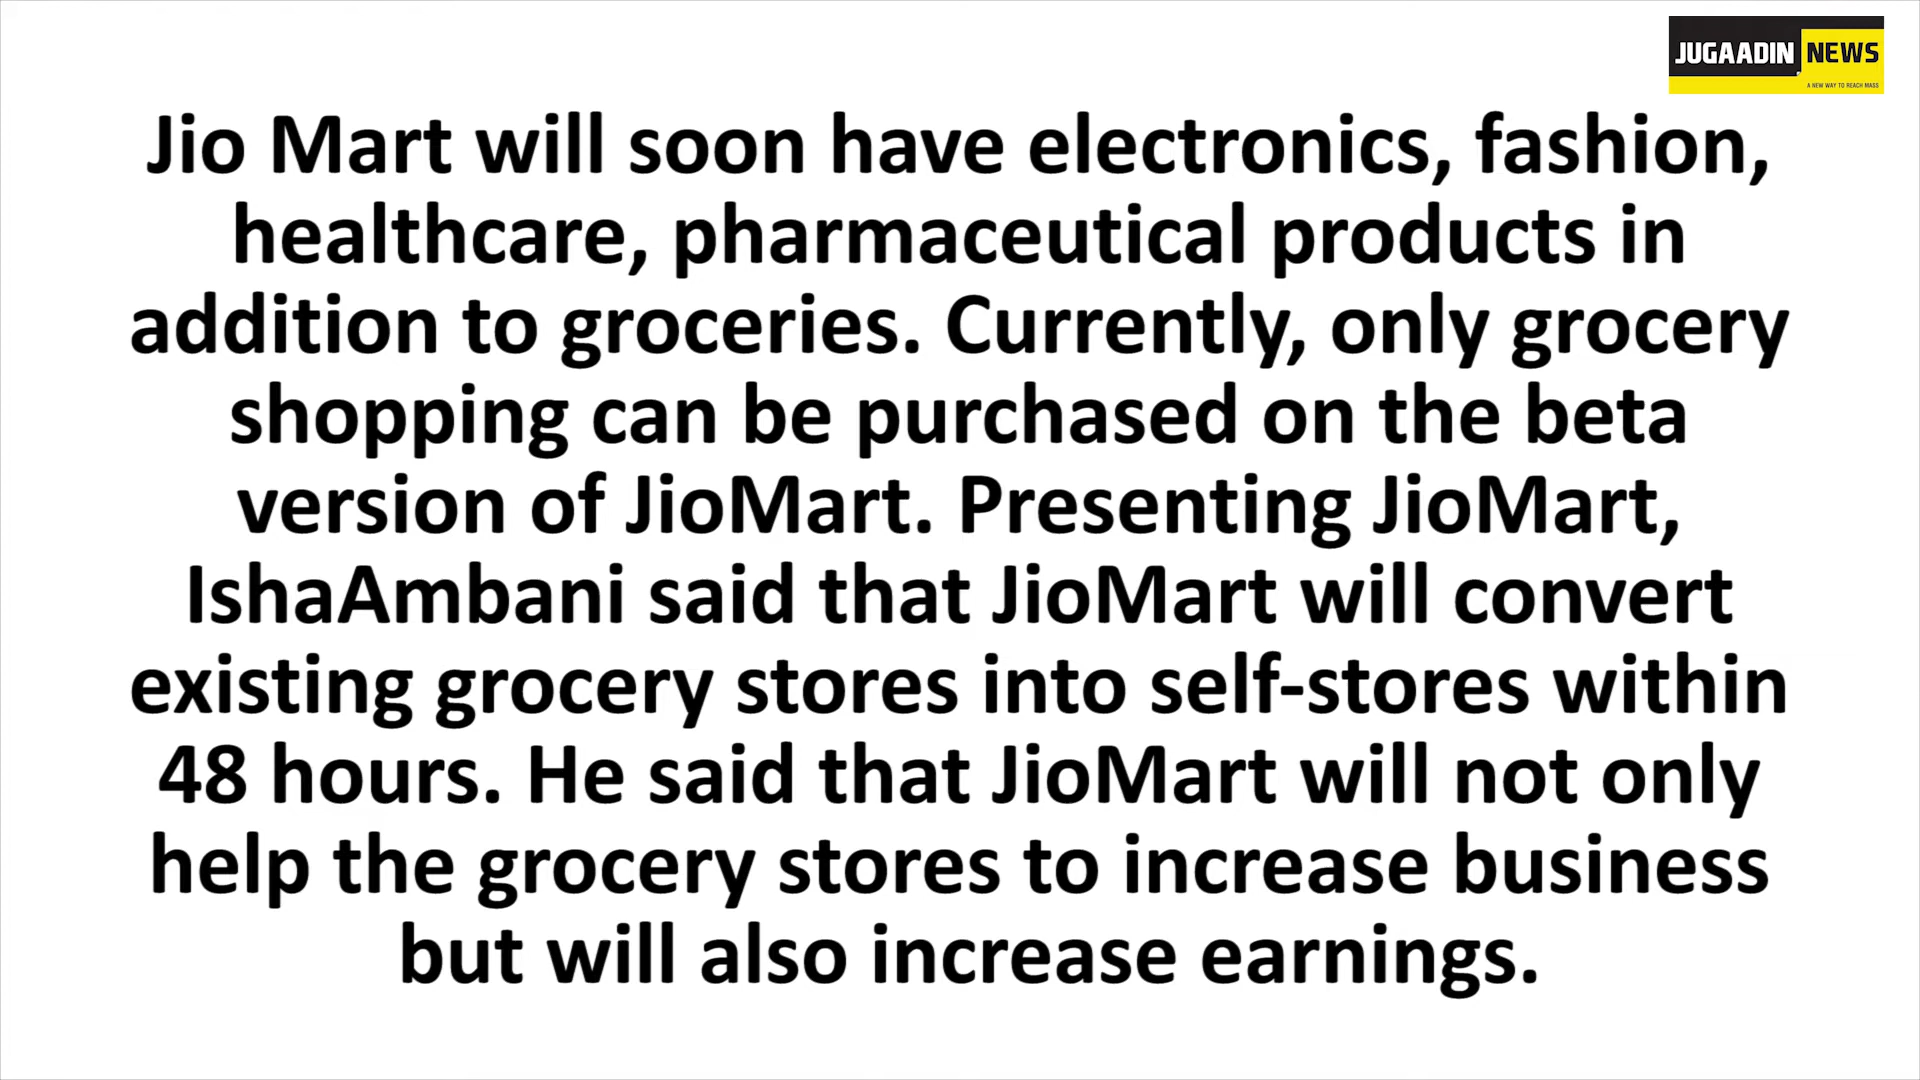 JUGAADIN NEWS
A NEW WAY TO REACH MASS
Jio Mart will soon have electronics, fashion,
healthcare, pharmaceutical products in
addition to groceries. Currently, only grocery
shopping can be purchased on the beta
version of JioMart. Presenting JioMart,
IshaAmbani said that JioMart will convert
existing grocery stores into self-stores within
48 hours. He said that JioMart will not only
help the grocery stores to increase business
but will also increase earnings.